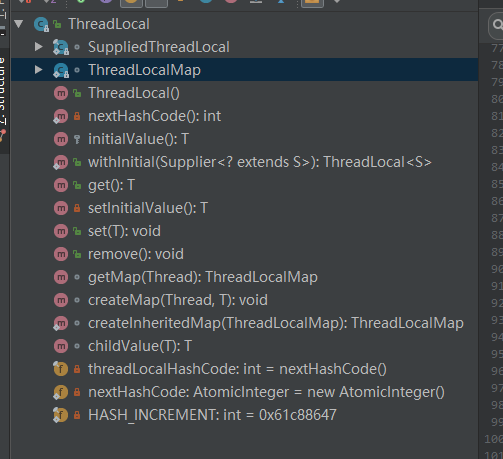 ThreadLocal
SuppliedThreadLocal
ThreadLocalMap
ThreadLocal()
nextHashCode(): int
initialValue(): T
withInitial(Supplier<? extends S>): ThreadLocal<S>
get(): T
setInitialValue(): T
set(T): void
remove(): void
getMap(Thread): ThreadLocalMap
createMap(Thread, T): void
createInheritedMap(ThreadLocalMap): ThreadLocalMap
childValue(T): T
threadLocalHashCode: int = nextHashCode()
nextHashCode: AtomicInteger = new AtomicInteger()
HASH_INCREMENT: int = 0x61c88647
Structure